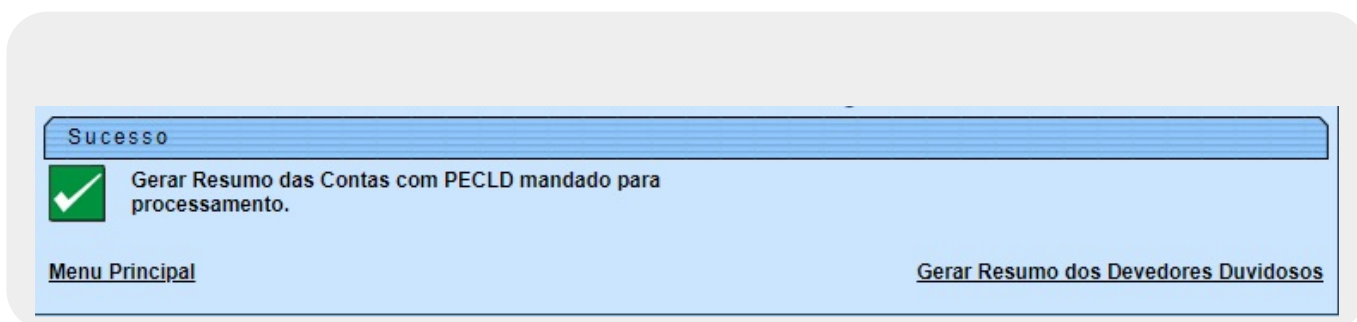 Sucesso
Gerar Resumo das Contas com PECLD mandado para
processamento.
Menu Principal
Gerar Resumo dos Devedores Duvidosos